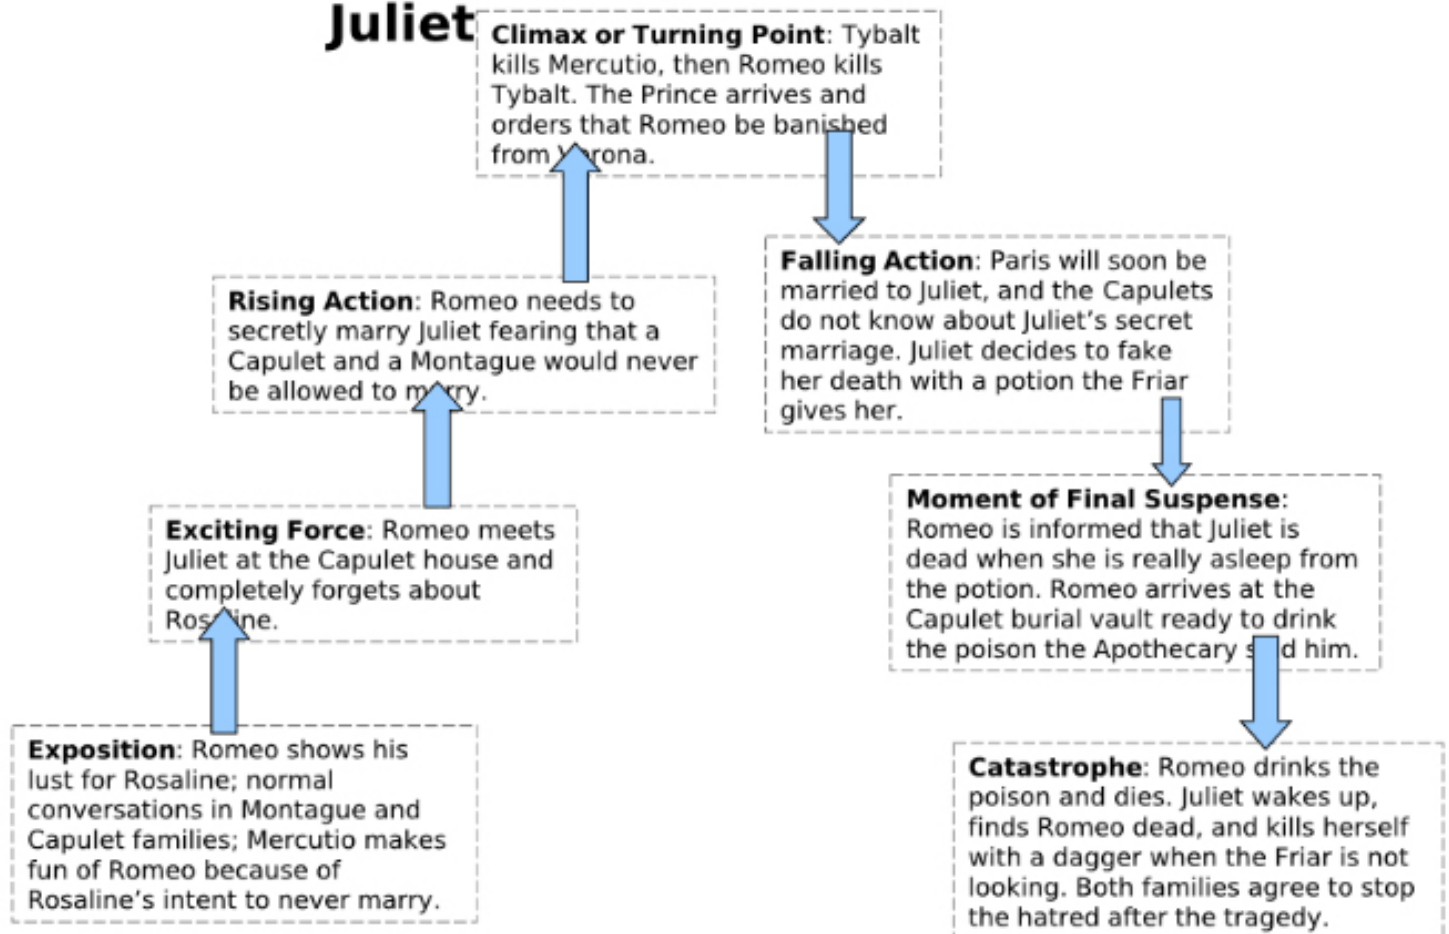 Juliet
Climax or Turning Point: Tybalt
kills Mercutio, then Romeo kills
Tybalt. The Prince arrives and
orders that Romeo be banished
from Verona.
Falling Action: Paris will soon be
married to Juliet, and the Capulets
do not know about Juliet's secret
marriage. Juliet decides to fake
her death with a potion the Friar
gives her.
Rising Action: Romeo needs to
secretly marry Juliet fearing that a
Capulet and a Montague would never
be allowed to marry.
Moment of Final Suspense:
Romeo is informed that Juliet is
dead when she is really asleep from
the potion. Romeo arrives at the
Capulet burial vault ready to drink
the poison the Apothecary sold him.
Exciting Force: Romeo meets
Juliet at the Capulet house and
completely forgets about
Rosaline.
Exposition: Romeo shows his
lust for Rosaline; normal
conversations in Montague and
Capulet families; Mercutio makes
fun of Romeo because of
Rosaline's intent to never marry.
Catastrophe: Romeo drinks the
poison and dies. Juliet wakes up,
finds Romeo dead, and kills herself
with a dagger when the Friar is not
looking. Both families agree to stop
the hatred after the tragedy.